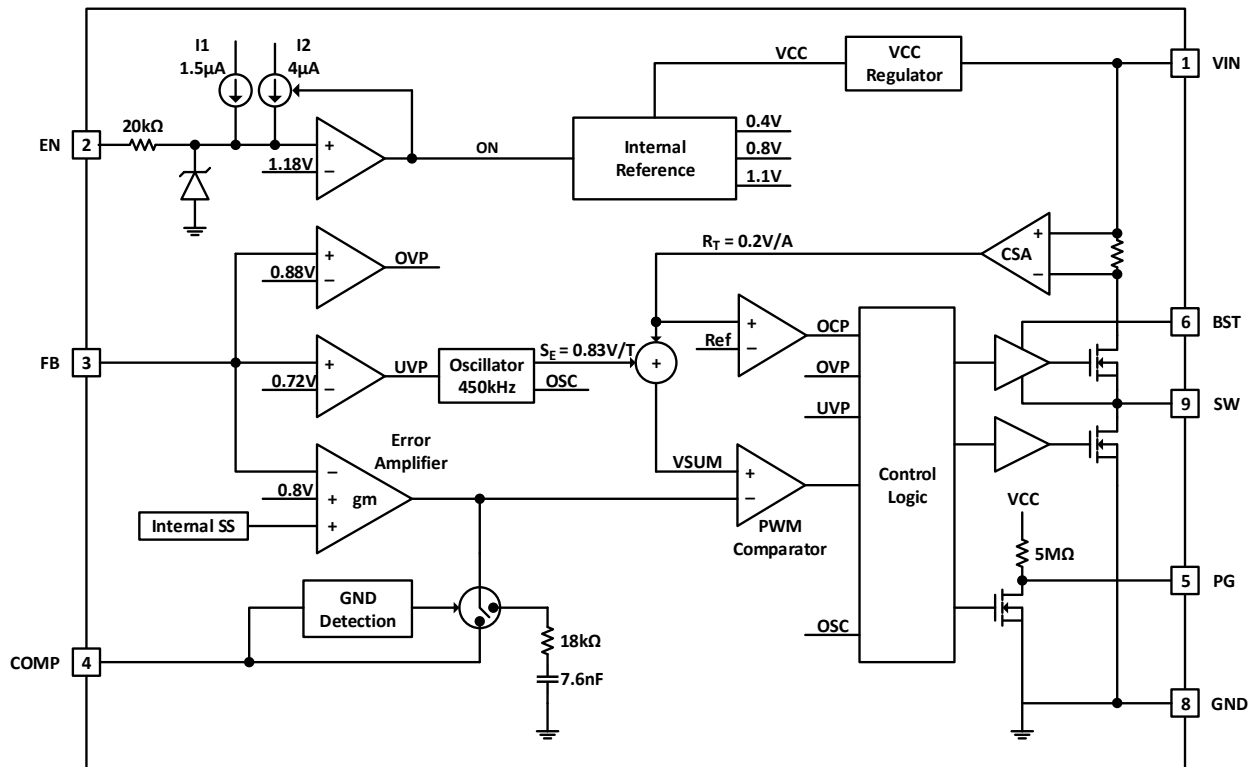 I1
1.5µA
I2
4µA
VCC
VCC
Regulator
1
VIN
EN
2
20kΩ
+
1.18V
−
ON
Internal
Reference
0.4V
0.8V
1.1V
RT = 0.2V/A
CSA
+
−
+
0.88V
−
OVP
FB
3
+
0.72V
−
UVP
Oscillator
450kHz
SE = 0.83V/T
OSC
+
+
Ref
−
OCP
OVP
UVP
6
BST
9
SW
Error
Amplifier
−
0.8V
+
gm
+
Internal SS
VSUM
+
−
PWM
Comparator
Control
Logic
VCC
5MΩ
5
PG
GND
Detection
OSC
18kΩ
7.6nF
COMP
4
8
GND